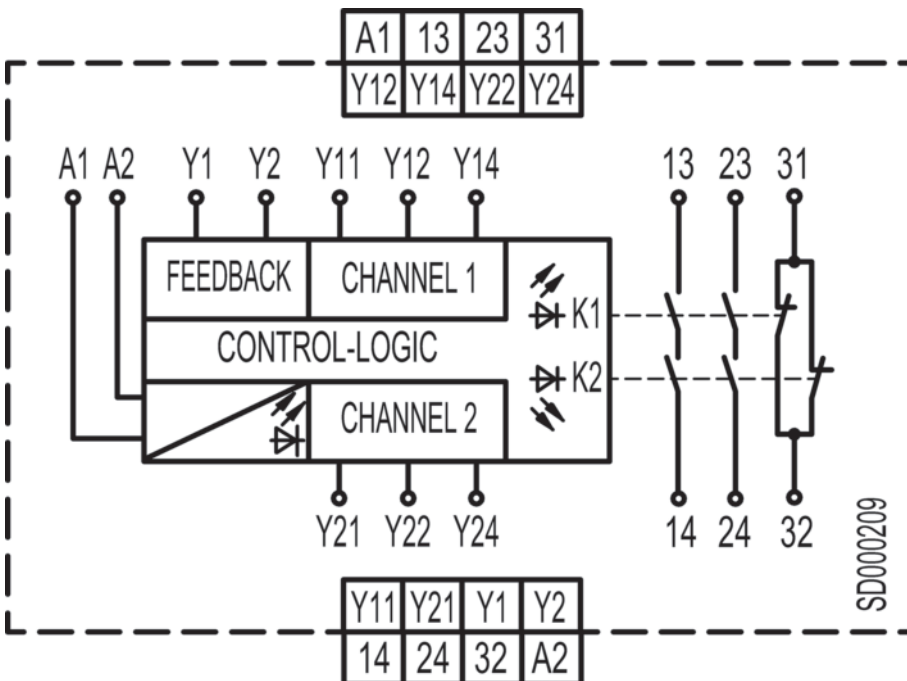 A1 13 23 31
Y12 Y14 Y22 Y24
A1 A2 Y1 Y2 Y11 Y12 Y14 13 23 31
FEEDBACK CHANNEL 1
K1
CONTROL-LOGIC
K2
CHANNEL 2
Y21 Y22 Y24 14 24 32
SD000209
Y11 Y21 Y1 Y2
14 24 32 A2